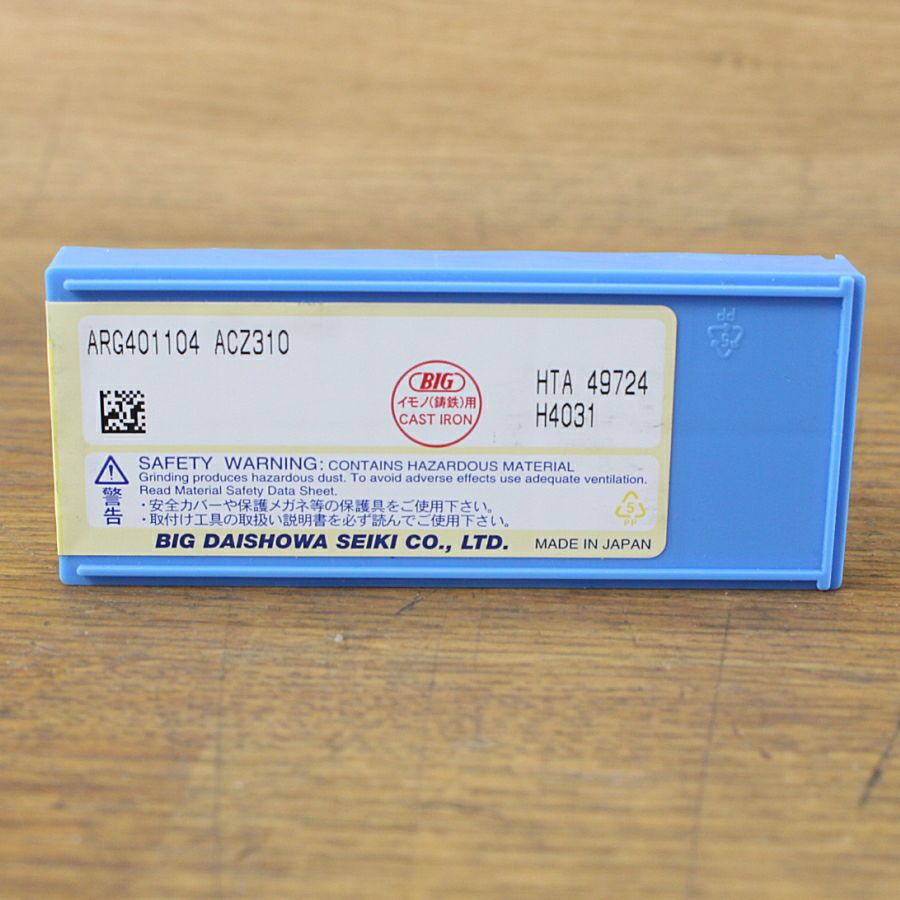 ARG401104 ACZ310
BIG
イモノ(鋳鉄)用
CAST IRON
HTA 49724
H4031
警告
SAFETY WARNING: CONTAINS HAZARDOUS MATERIAL
Grinding produces hazardous dust. To avoid adverse effects use adequate ventilation.
Read Material Safety Data Sheet.
・安全カバーや保護メガネ等の保護具をご使用下さい。
・取付け工具の取扱い説明書を必ず読んでご使用下さい。
5
PP
BIG DAISHOWA SEIKI CO., LTD.
MADE IN JAPAN
PP
5